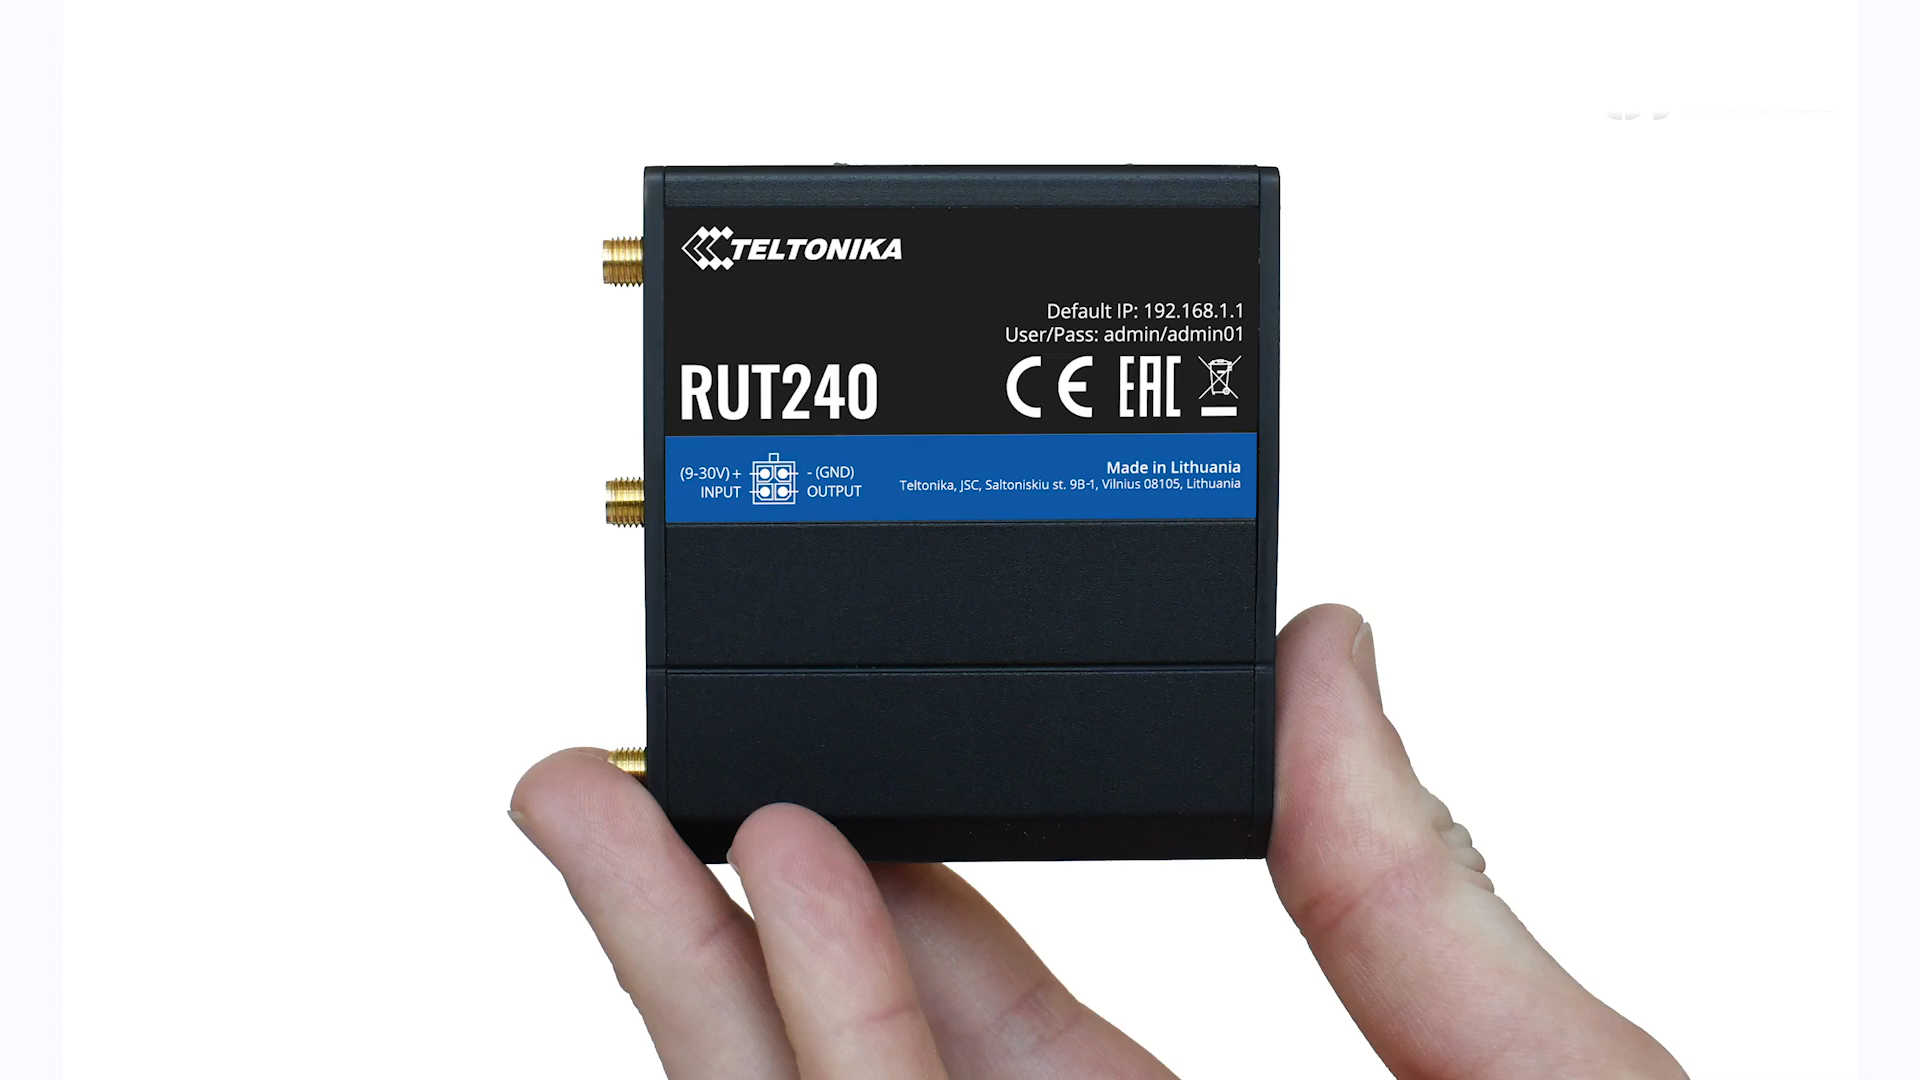 TELTONIKA
Default IP: 192.168.1.1
User/Pass: admin/admin01
RUT240
CE EAC
(9-30V)+ -(GND)
INPUT OUTPUT
Made in Lithuania
Teltonika, JSC, Saltoniskiu st. 9B-1, Vilnius 08105, Lithuania